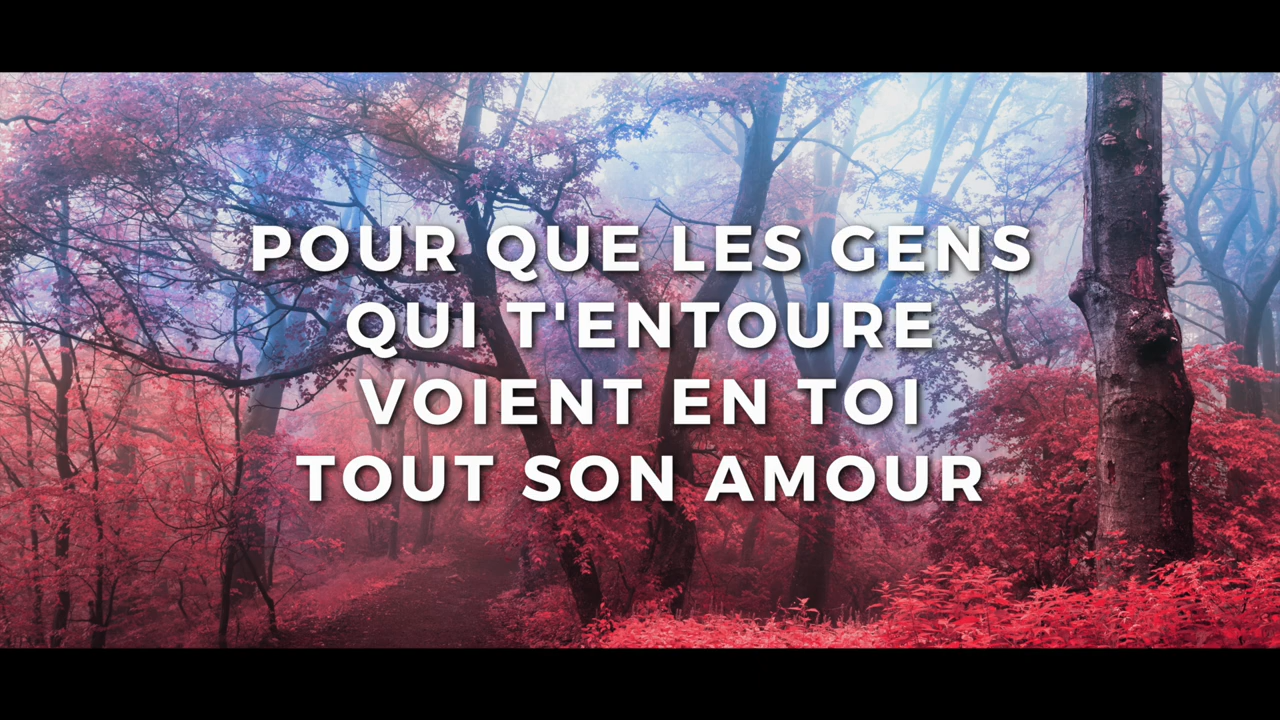 POUR QUE LES GENS
QUI T'ENTOURE
VOIENT EN TOI
TOUT SON AMOUR